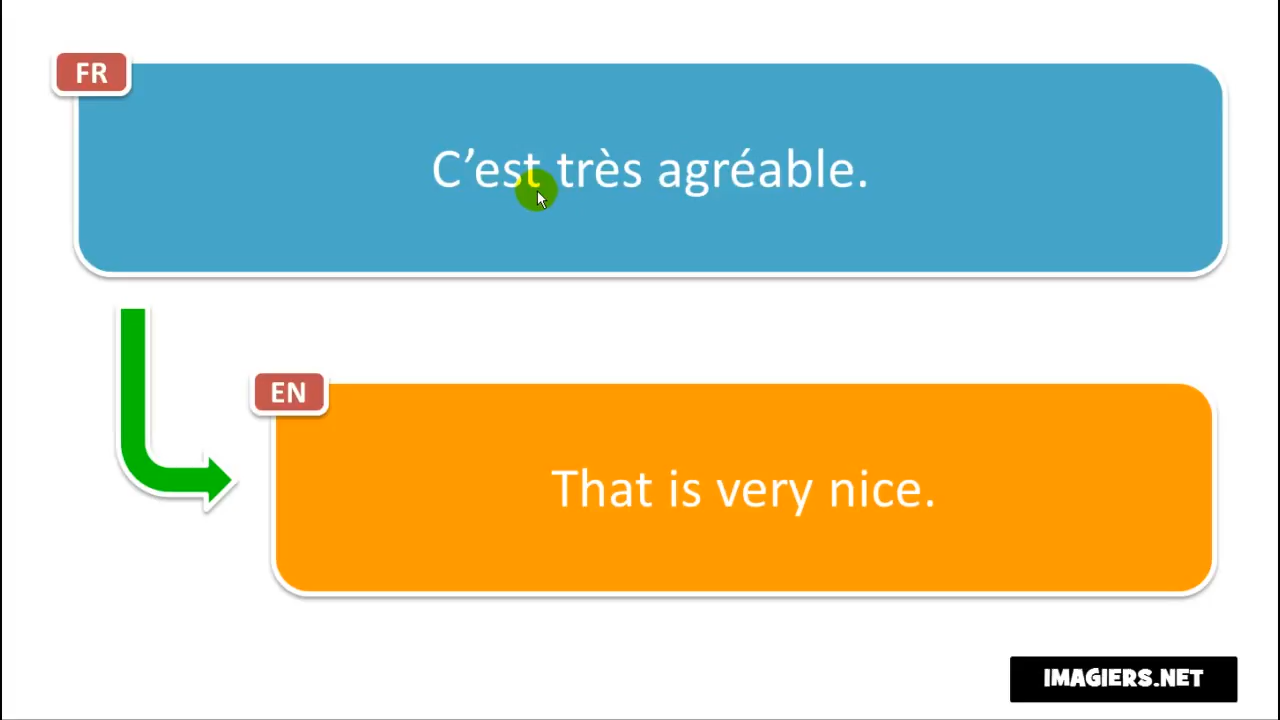 FR
C’est très agréable.
EN
That is very nice.
IMAGIERS.NET